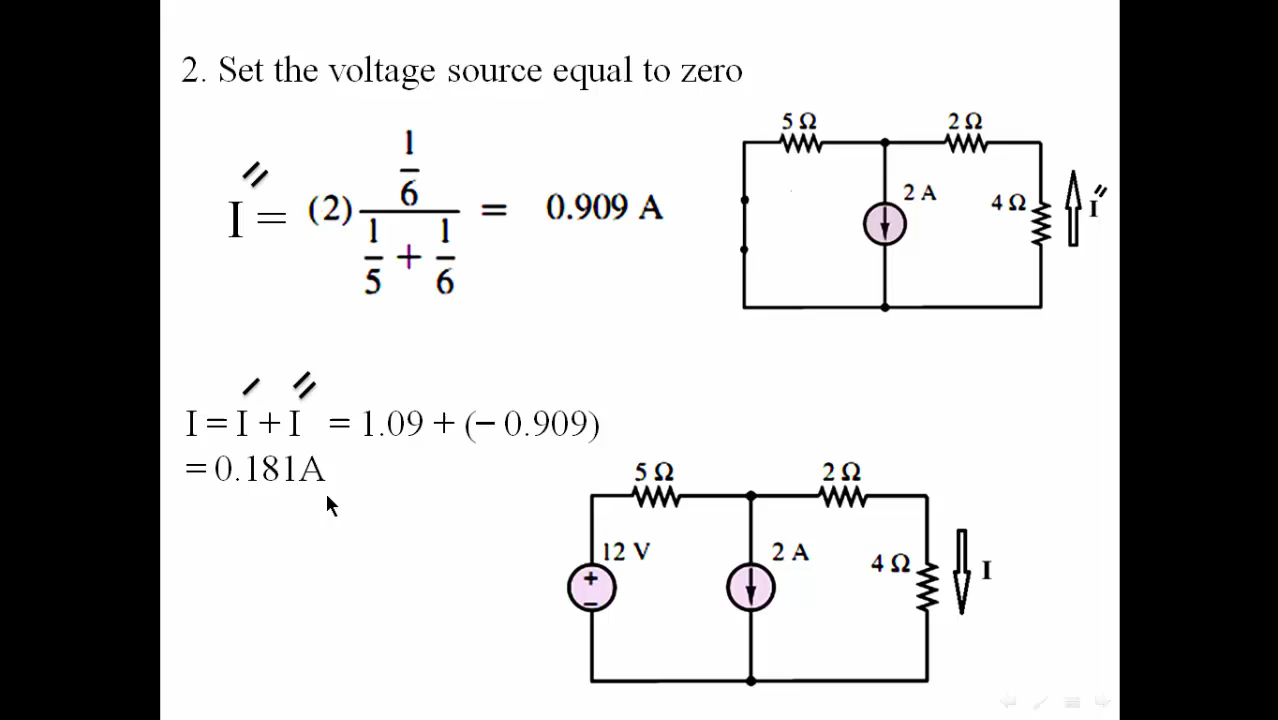 2. Set the voltage source equal to zero
I″ = (2) (1/6) / (1/5 + 1/6) = 0.909 A
5 Ω
2 Ω
2 A
4 Ω
I″
I = I′ + I″ = 1.09 + (− 0.909)
= 0.181A
5 Ω
2 Ω
12 V
2 A
4 Ω
I
+
−